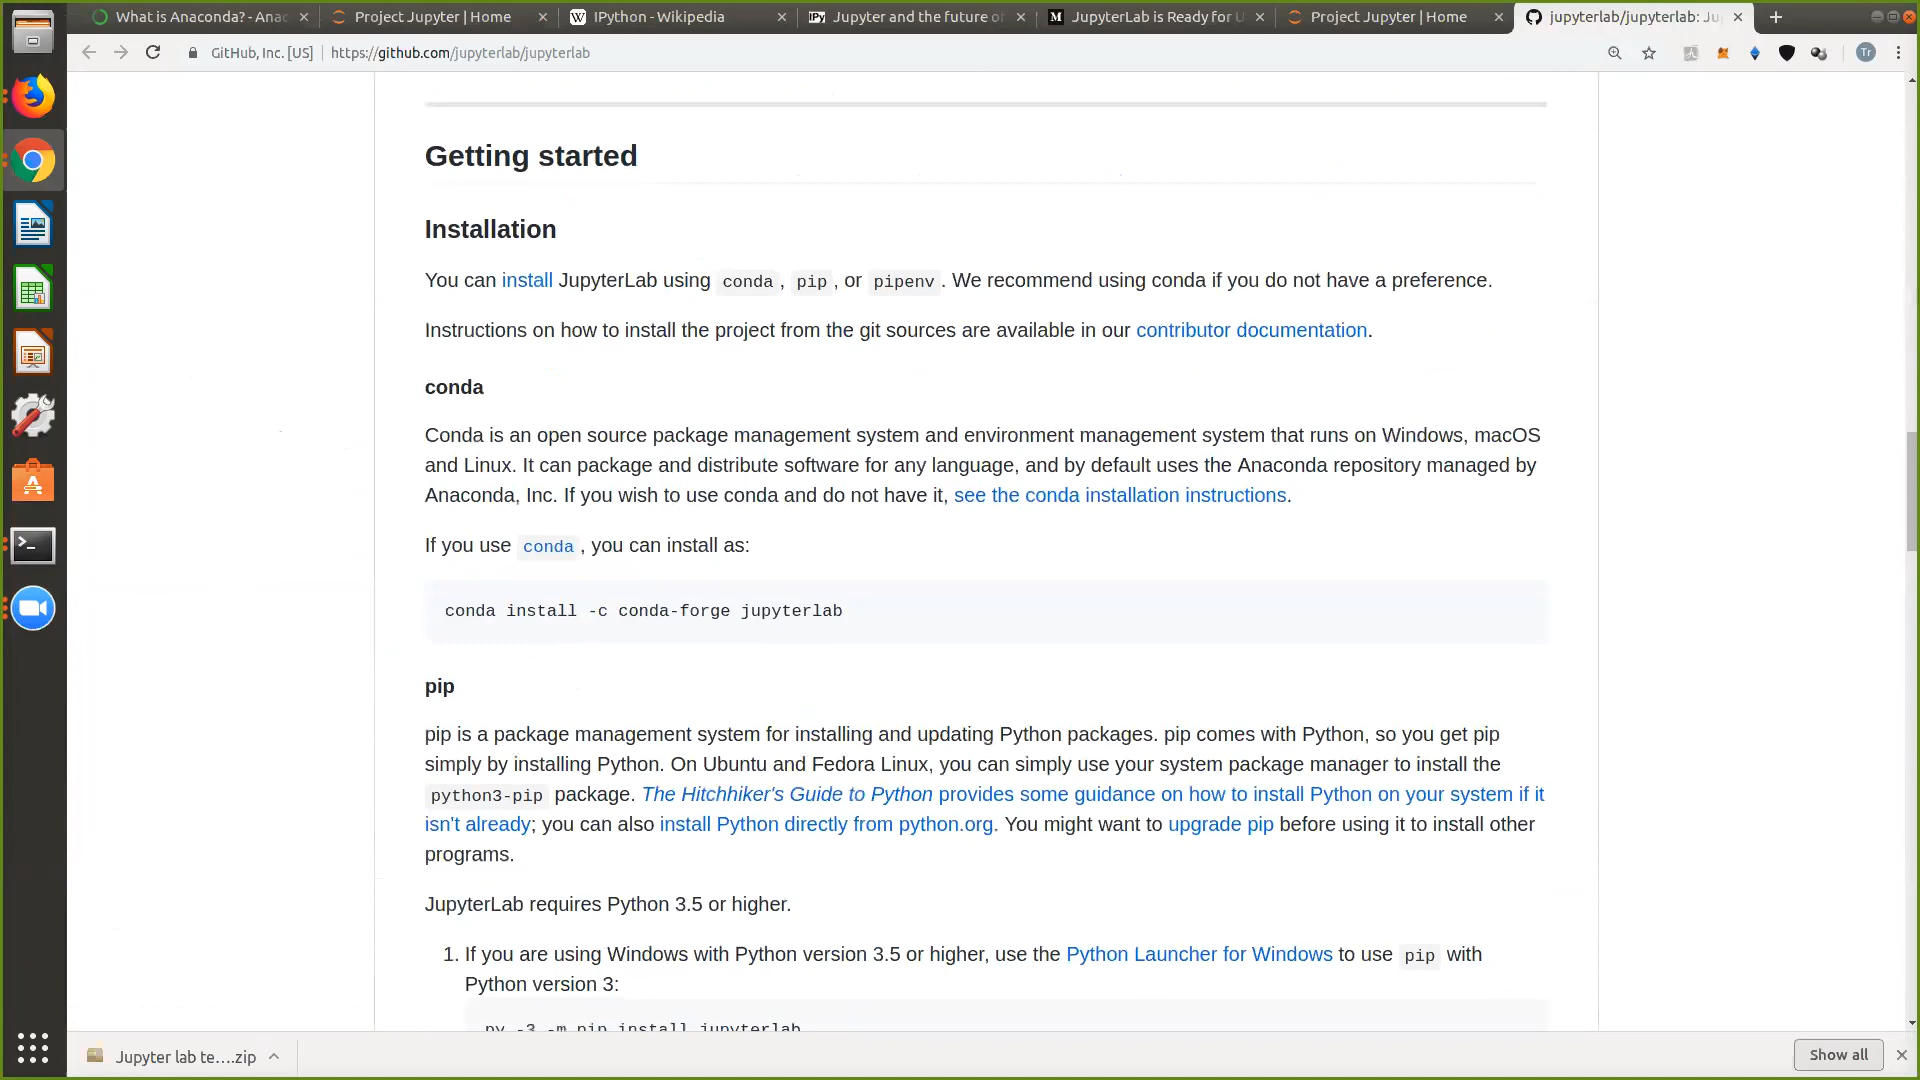 What is Anaconda? - Anac
Project Jupyter | Home
IPython - Wikipedia
Jupyter and the future of
JupyterLab is Ready for U
Project Jupyter | Home
jupyterlab/jupyterlab: Ju
GitHub, Inc. [US]
https://github.com/jupyterlab/jupyterlab
Tr
Getting started
Installation
You can install JupyterLab using conda , pip , or pipenv . We recommend using conda if you do not have a preference.
Instructions on how to install the project from the git sources are available in our contributor documentation.
conda
Conda is an open source package management system and environment management system that runs on Windows, macOS
and Linux. It can package and distribute software for any language, and by default uses the Anaconda repository managed by
Anaconda, Inc. If you wish to use conda and do not have it, see the conda installation instructions.
If you use conda , you can install as:
conda install -c conda-forge jupyterlab
pip
pip is a package management system for installing and updating Python packages. pip comes with Python, so you get pip
simply by installing Python. On Ubuntu and Fedora Linux, you can simply use your system package manager to install the
python3-pip package. The Hitchhiker's Guide to Python provides some guidance on how to install Python on your system if it
isn't already; you can also install Python directly from python.org. You might want to upgrade pip before using it to install other
programs.
JupyterLab requires Python 3.5 or higher.
1. If you are using Windows with Python version 3.5 or higher, use the Python Launcher for Windows to use pip with
Python version 3:
py -3 -m pip install jupyterlab
Jupyter lab te....zip
Show all